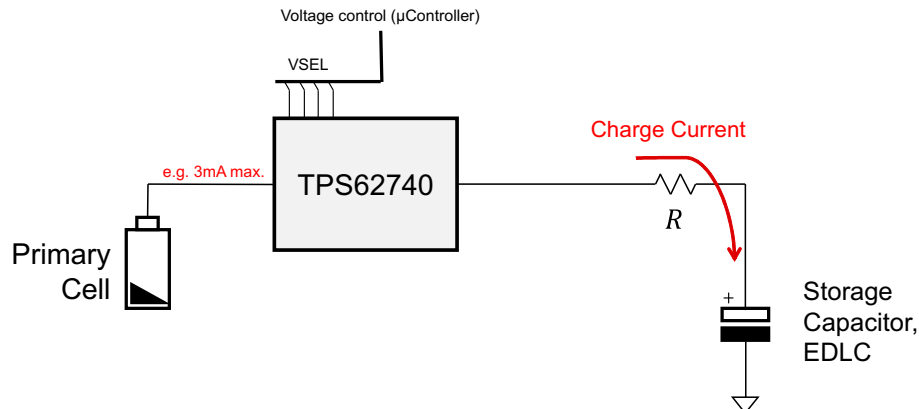 Voltage control (µController)
VSEL
Charge Current
e.g. 3mA max.
TPS62740
R
Primary
Cell
+
Storage
Capacitor,
EDLC